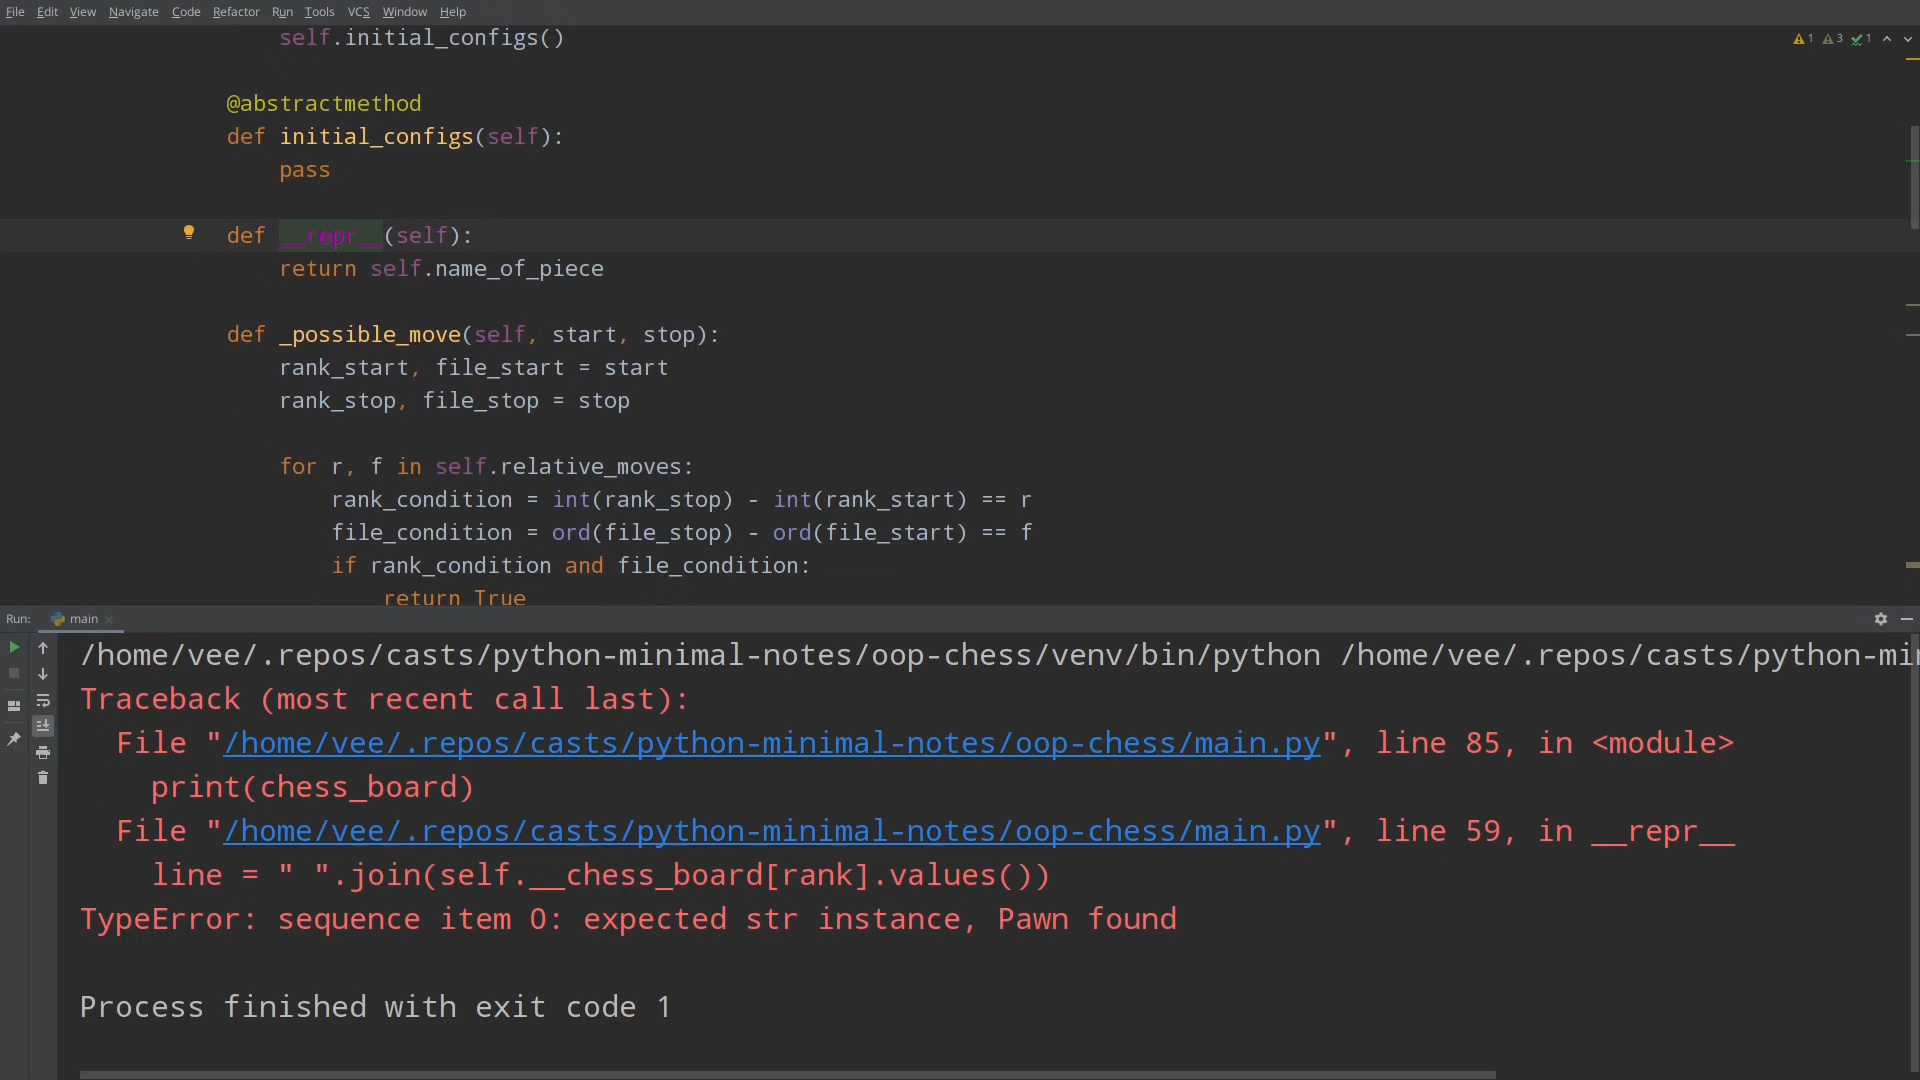 File Edit View Navigate Code Refactor Run Tools VCS Window Help
self.initial_configs()
1 3 1
@abstractmethod
def initial_configs(self):
pass
def __repr__(self):
return self.name_of_piece
def _possible_move(self, start, stop):
rank_start, file_start = start
rank_stop, file_stop = stop
for r, f in self.relative_moves:
rank_condition = int(rank_stop) - int(rank_start) == r
file_condition = ord(file_stop) - ord(file_start) == f
if rank_condition and file_condition:
return True
Run: main
/home/vee/.repos/casts/python-minimal-notes/oop-chess/venv/bin/python /home/vee/.repos/casts/python-min
Traceback (most recent call last):
File "/home/vee/.repos/casts/python-minimal-notes/oop-chess/main.py", line 85, in <module>
print(chess_board)
File "/home/vee/.repos/casts/python-minimal-notes/oop-chess/main.py", line 59, in __repr__
line = " ".join(self.__chess_board[rank].values())
TypeError: sequence item 0: expected str instance, Pawn found
Process finished with exit code 1